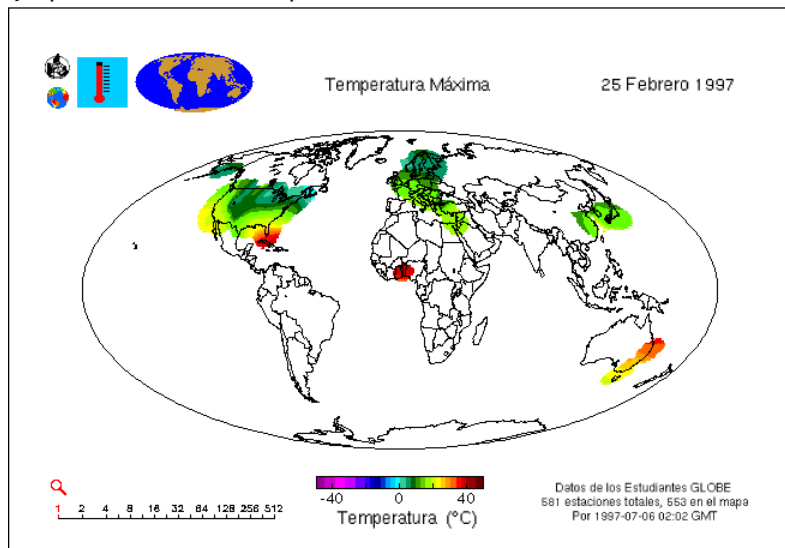 Temperatura Máxima
25 Febrero 1997
-40 0 40
Temperatura (°C)
1 2 4 8 16 32 64 128 256 512
Datos de los Estudiantes GLOBE
581 estaciones totales, 553 en el mapa
Por 1997-07-06 02:02 GMT